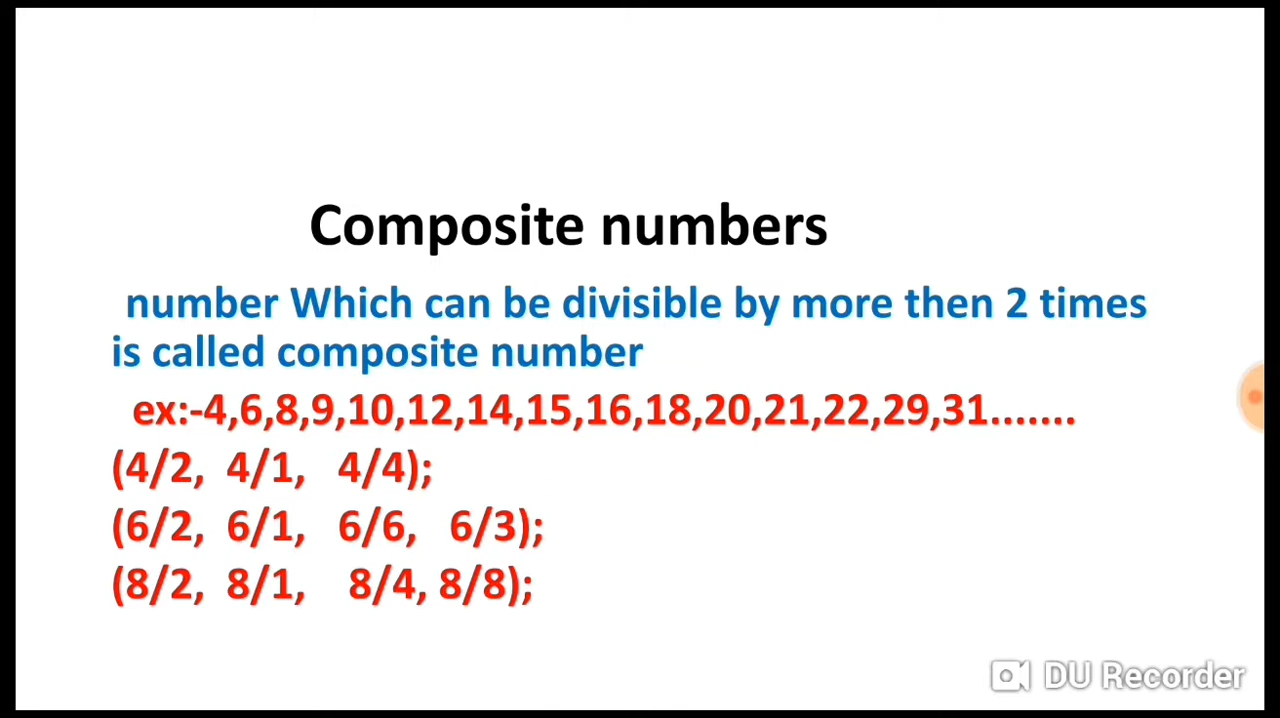 Composite numbers
number Which can be divisible by more then 2 times
is called composite number
ex:-4,6,8,9,10,12,14,15,16,18,20,21,22,29,31.......
(4/2, 4/1, 4/4);
(6/2, 6/1, 6/6, 6/3);
(8/2, 8/1, 8/4, 8/8);
DU Recorder